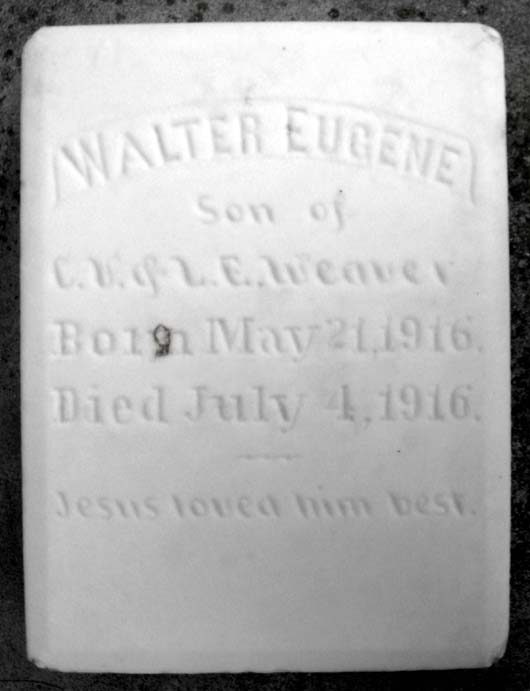 WALTER EUGENE
Son of
C. V. & L. E. Weaver
Born May 21, 1916.
Died July 4, 1916.
Jesus loved him best.